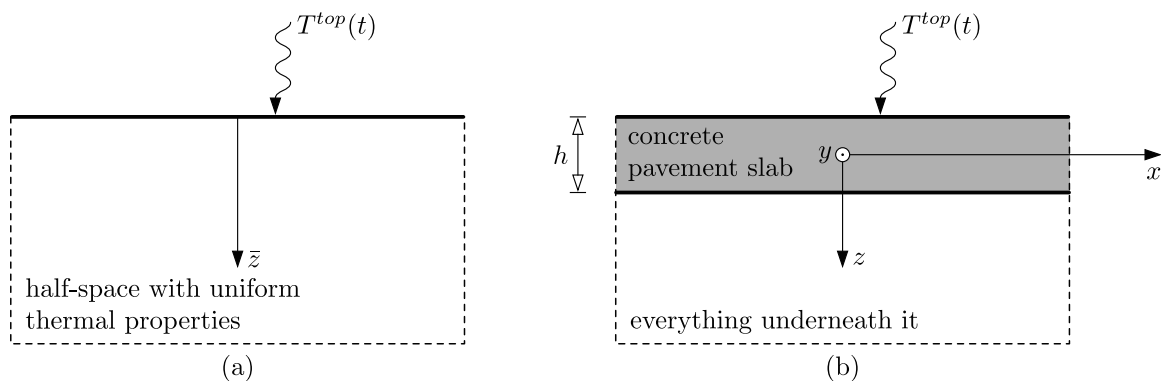 T^{top}(t)
z̅
half-space with uniform
thermal properties
(a)
T^{top}(t)
h
concrete
pavement slab
y
x
z
everything underneath it
(b)